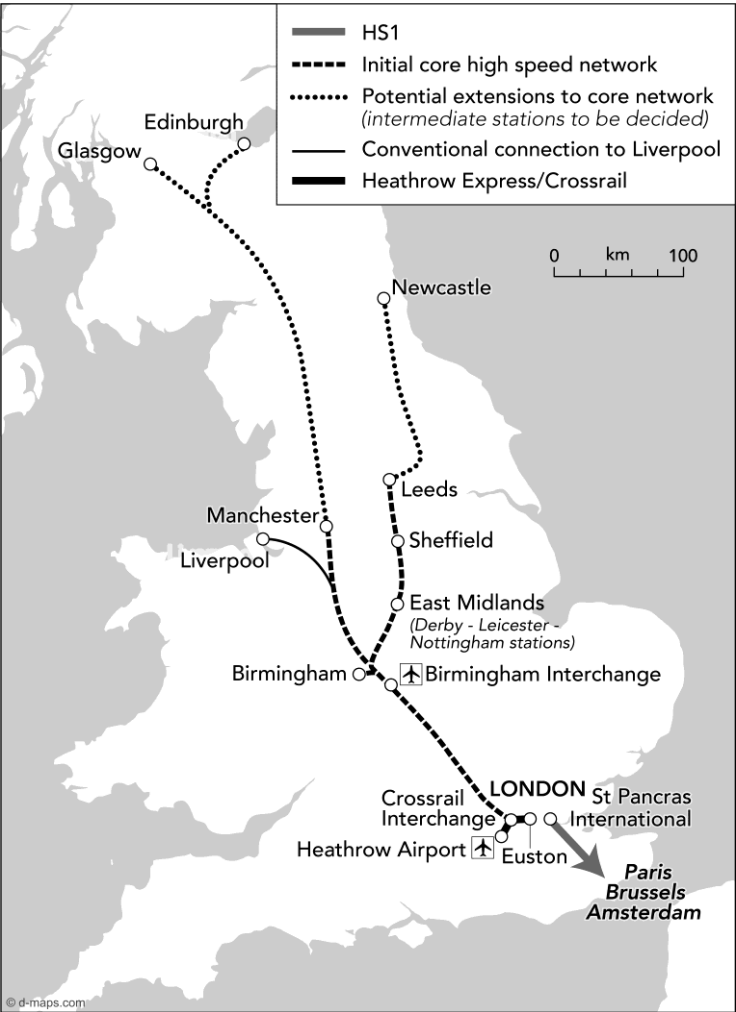 HS1
Initial core high speed network
Potential extensions to core network
(intermediate stations to be decided)
Conventional connection to Liverpool
Heathrow Express/Crossrail
Edinburgh
Glasgow
0 km 100
Newcastle
Leeds
Manchester
Sheffield
Liverpool
East Midlands
(Derby - Leicester -
Nottingham stations)
Birmingham
Birmingham Interchange
LONDON
Crossrail
Interchange
St Pancras
International
Heathrow Airport
Euston
Paris
Brussels
Amsterdam
© d-maps.com